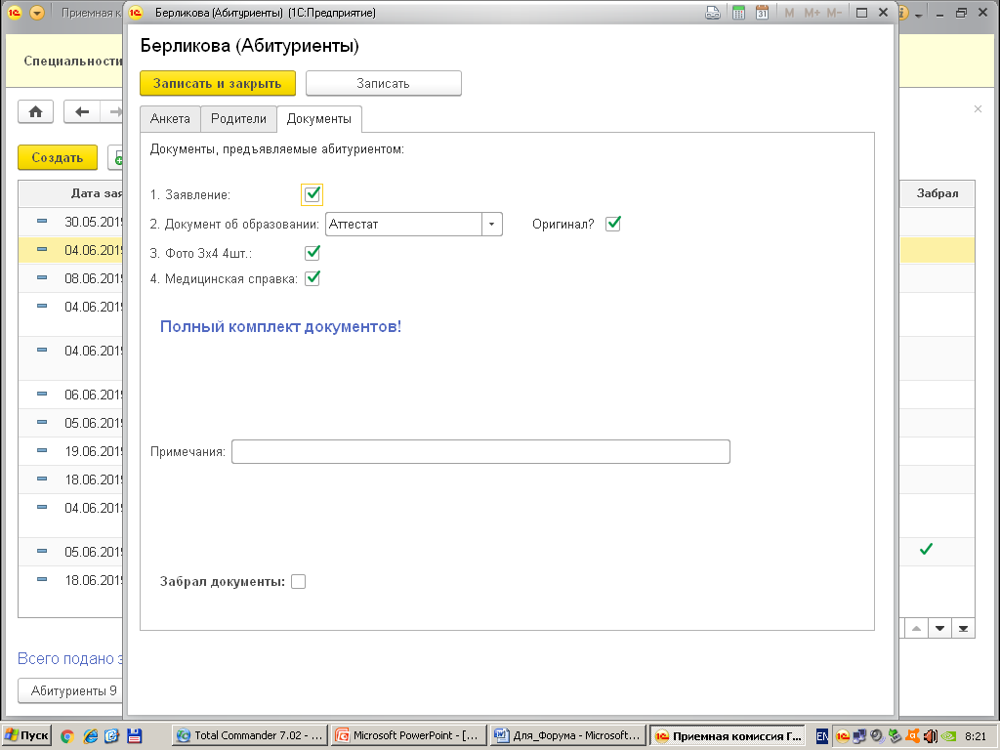 Приемная к
Берликова (Абитуриенты) (1С:Предприятие)
31 M M+ M-
Специальности
Берликова (Абитуриенты)
Записать и закрыть Записать
Анкета Родители Документы
Документы, предъявляемые абитуриентом:
Создать
Дата зая Забрал
1. Заявление:
30.05.2019
2. Документ об образовании: Аттестат Оригинал?
04.06.2019
3. Фото 3х4 4шт.:
08.06.2019
4. Медицинская справка:
04.06.2019
Полный комплект документов!
04.06.2019
06.06.2019
05.06.2019
19.06.2019
Примечания:
18.06.2019
04.06.2019
05.06.2019
18.06.2019
Забрал документы:
Всего подано з
Абитуриенты 9
Пуск Total Commander 7.02 - ... Microsoft PowerPoint - [... Для_Форума - Microsoft... Приемная комиссия Г... EN 8:21